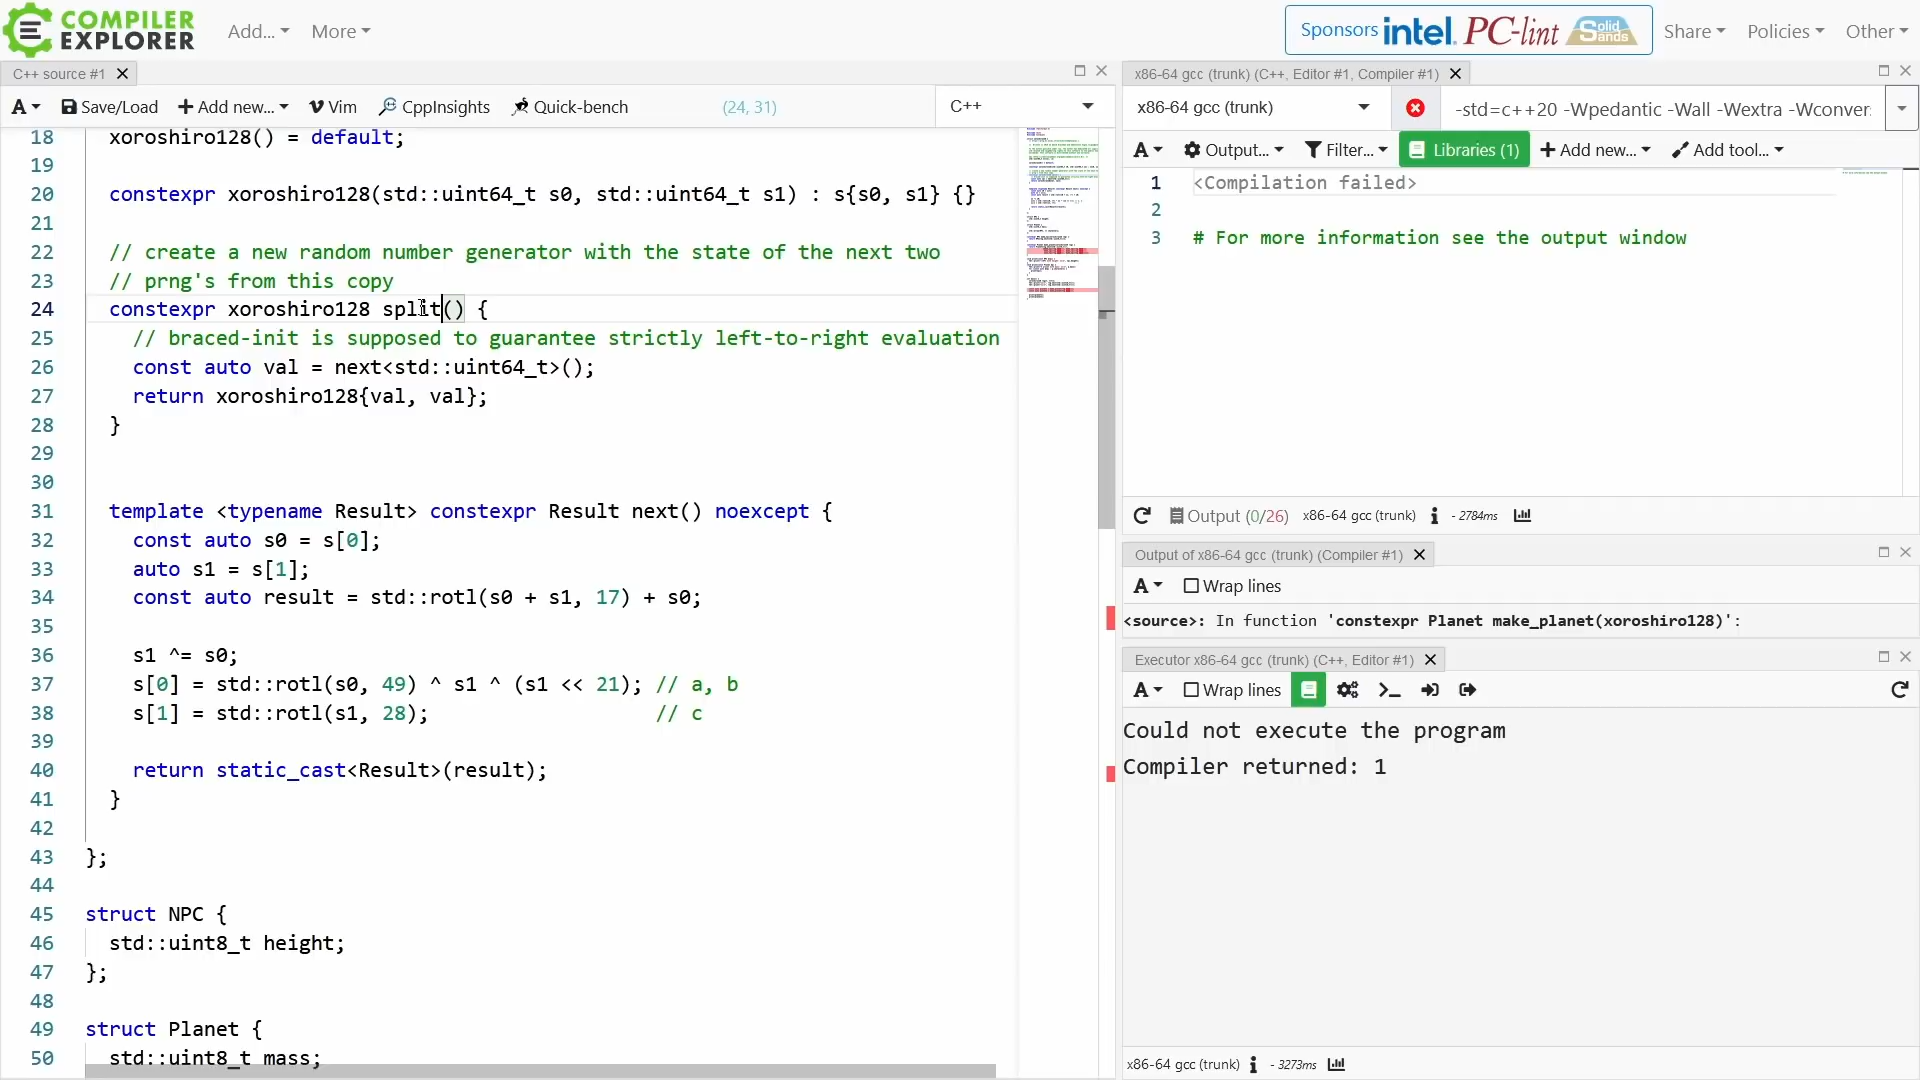 COMPILER
EXPLORER
Add...
More
Sponsors intel. PC-lint Solid Sands
Share
Policies
Other
C++ source #1
A
Save/Load
Add new...
Vim
CppInsights
Quick-bench
(24, 31)
C++
18 xoroshiro128() = default;
19
20 constexpr xoroshiro128(std::uint64_t s0, std::uint64_t s1) : s{s0, s1} {}
21
22 // create a new random number generator with the state of the next two
23 // prng's from this copy
24 constexpr xoroshiro128 split() {
25 // braced-init is supposed to guarantee strictly left-to-right evaluation
26 const auto val = next<std::uint64_t>();
27 return xoroshiro128{val, val};
28 }
29
30
31 template <typename Result> constexpr Result next() noexcept {
32 const auto s0 = s[0];
33 auto s1 = s[1];
34 const auto result = std::rotl(s0 + s1, 17) + s0;
35
36 s1 ^= s0;
37 s[0] = std::rotl(s0, 49) ^ s1 ^ (s1 << 21); // a, b
38 s[1] = std::rotl(s1, 28); // c
39
40 return static_cast<Result>(result);
41 }
42
43 };
44
45 struct NPC {
46 std::uint8_t height;
47 };
48
49 struct Planet {
50 std::uint8_t mass;
x86-64 gcc (trunk) (C++, Editor #1, Compiler #1)
x86-64 gcc (trunk)
-std=c++20 -Wpedantic -Wall -Wextra -Wconver
A
Output...
Filter...
Libraries (1)
Add new...
Add tool...
1 <Compilation failed>
2
3 # For more information see the output window
Output (0/26) x86-64 gcc (trunk) i - 2784ms
Output of x86-64 gcc (trunk) (Compiler #1)
A Wrap lines
<source>: In function 'constexpr Planet make_planet(xoroshiro128)':
Executor x86-64 gcc (trunk) (C++, Editor #1)
A Wrap lines
Could not execute the program
Compiler returned: 1
x86-64 gcc (trunk) i - 3273ms